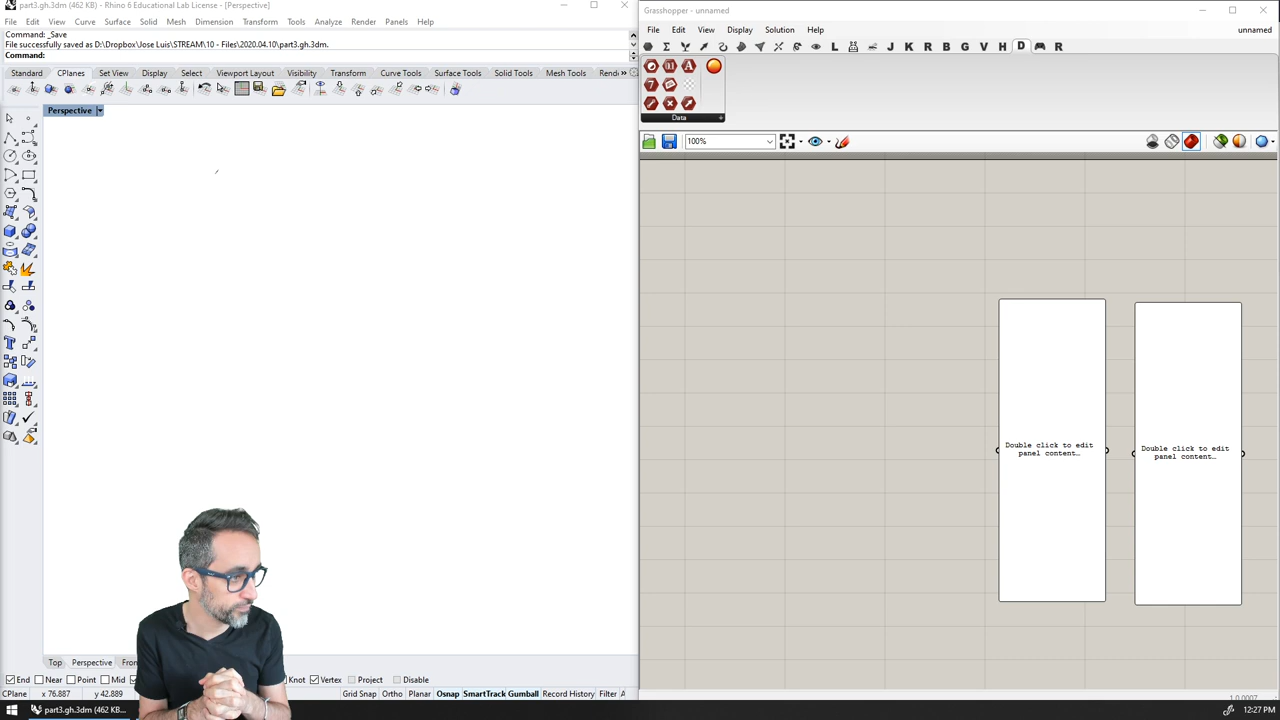 part3.gh.3dm (462 KB) - Rhino 6 Educational Lab License - [Perspective]
File Edit View Curve Surface Solid Mesh Dimension Transform Tools Analyze Render Panels Help
Command: _Save
File successfully saved as D:\Dropbox\Jose Luis\STREAM\10 - Files\2020.04.10\part3.gh.3dm.
Command:
Standard CPlanes Set View Display Select Viewport Layout Visibility Transform Curve Tools Surface Tools Solid Tools Mesh Tools Rend
Perspective
Top Perspective Fron
End Near Point Mid Knot Vertex Project Disable
CPlane x 76.887 y 42.889 Grid Snap Ortho Planar Osnap SmartTrack Gumball Record History Filter A
part3.gh.3dm (462 K...
Grasshopper - unnamed
File Edit View Display Solution Help unnamed
L J K R B G V H D R
Data
100%
Double click to edit
panel content…
Double click to edit
panel content…
1.0.0007
12:27 PM